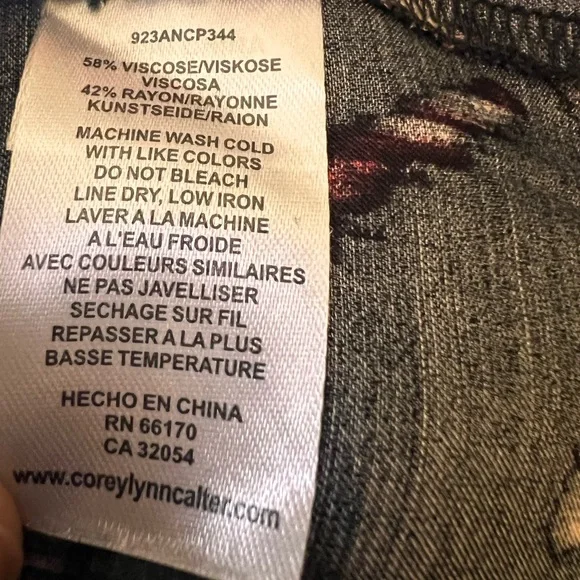 923ANCP344
58% VISCOSE/VISKOSE
VISCOSA
42% RAYON/RAYONNE
KUNSTSEIDE/RAION
MACHINE WASH COLD
WITH LIKE COLORS
DO NOT BLEACH
LINE DRY, LOW IRON
LAVER A LA MACHINE
A L'EAU FROIDE
AVEC COULEURS SIMILAIRES
NE PAS JAVELLISER
SECHAGE SUR FIL
REPASSER A LA PLUS
BASSE TEMPERATURE
HECHO EN CHINA
RN 66170
CA 32054
www.coreylynncalter.com